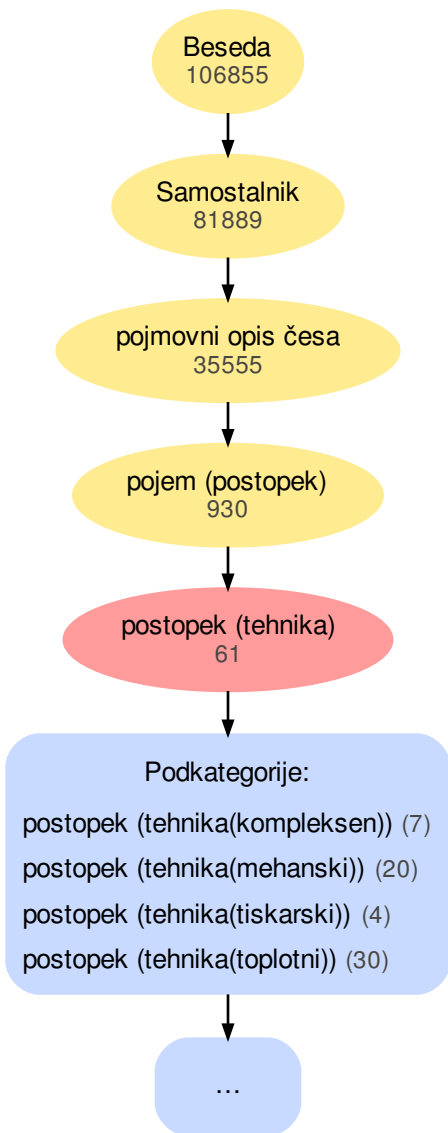 Beseda
106855
Samostalnik
81889
pojmovni opis česa
35555
pojem (postopek)
930
postopek (tehnika)
61
Podkategorije:
postopek (tehnika(kompleksen)) (7)
postopek (tehnika(mehanski)) (20)
postopek (tehnika(tiskarski)) (4)
postopek (tehnika(toplotni)) (30)
...